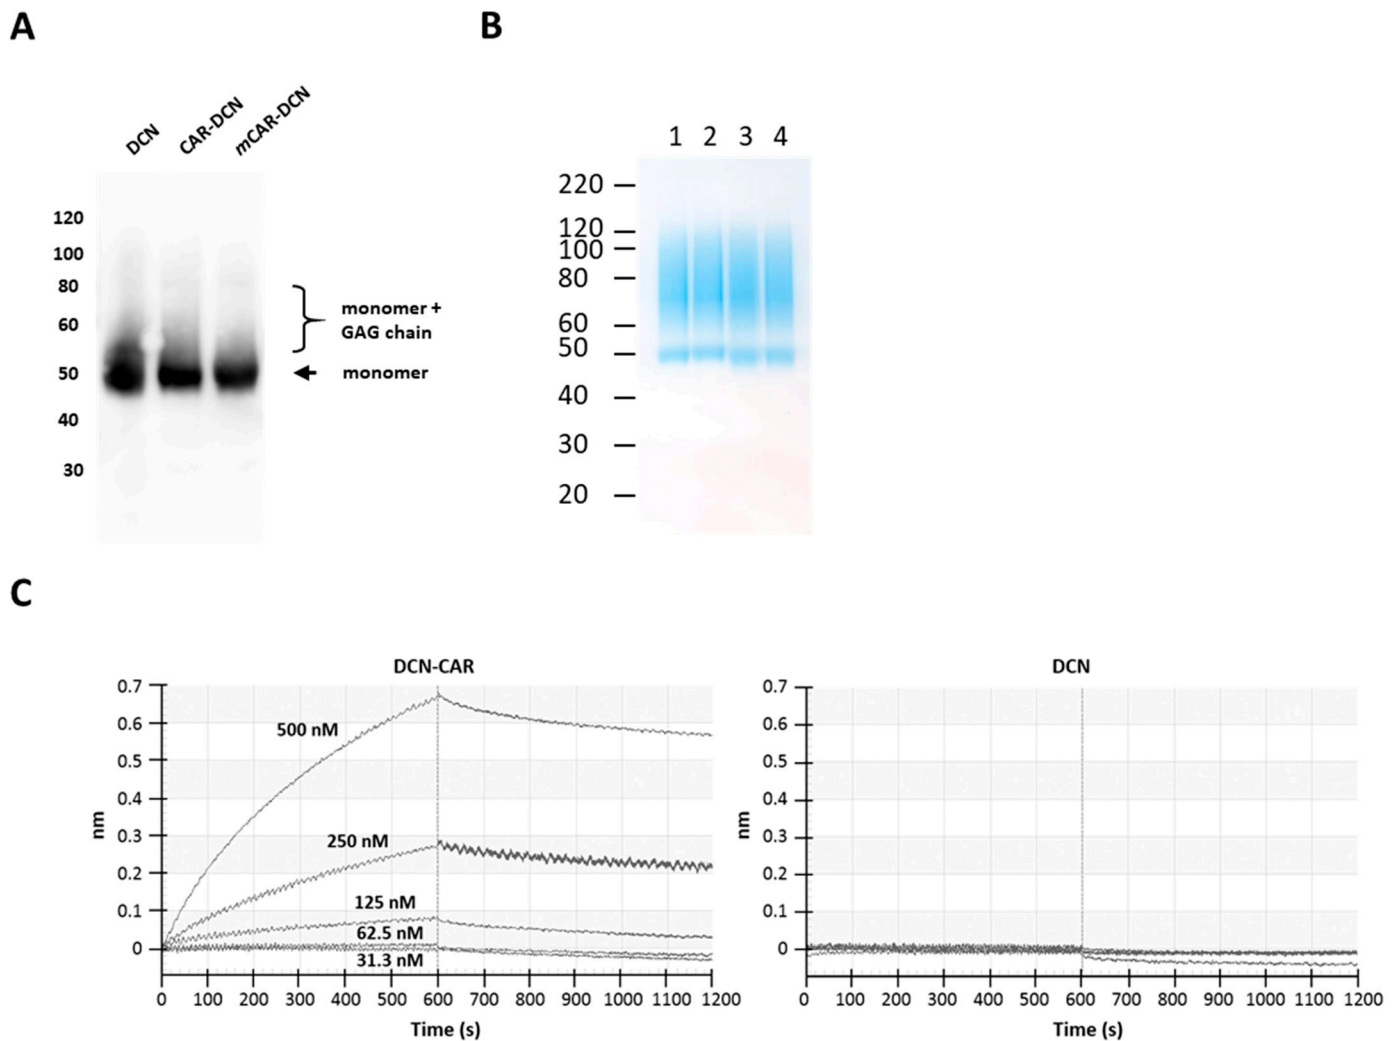 A
B
DCN
CAR-DCN
mCAR-DCN
120
100
80
60
50
40
30
monomer +
GAG chain
monomer
1 2 3 4
220
120
100
80
60
50
40
30
20
C
DCN-CAR
0.7
0.6
0.5
0.4
0.3
0.2
0.1
0
nm
500 nM
250 nM
125 nM
62.5 nM
31.3 nM
0 100 200 300 400 500 600 700 800 900 1000 1100 1200
Time (s)
DCN
0.7
0.6
0.5
0.4
0.3
0.2
0.1
0
nm
0 100 200 300 400 500 600 700 800 900 1000 1100 1200
Time (s)